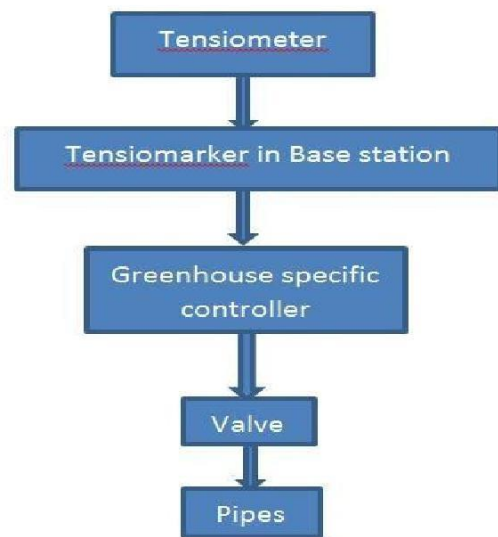 Tensiometer
Tensiomarker in Base station
Greenhouse specific
controller
Valve
Pipes